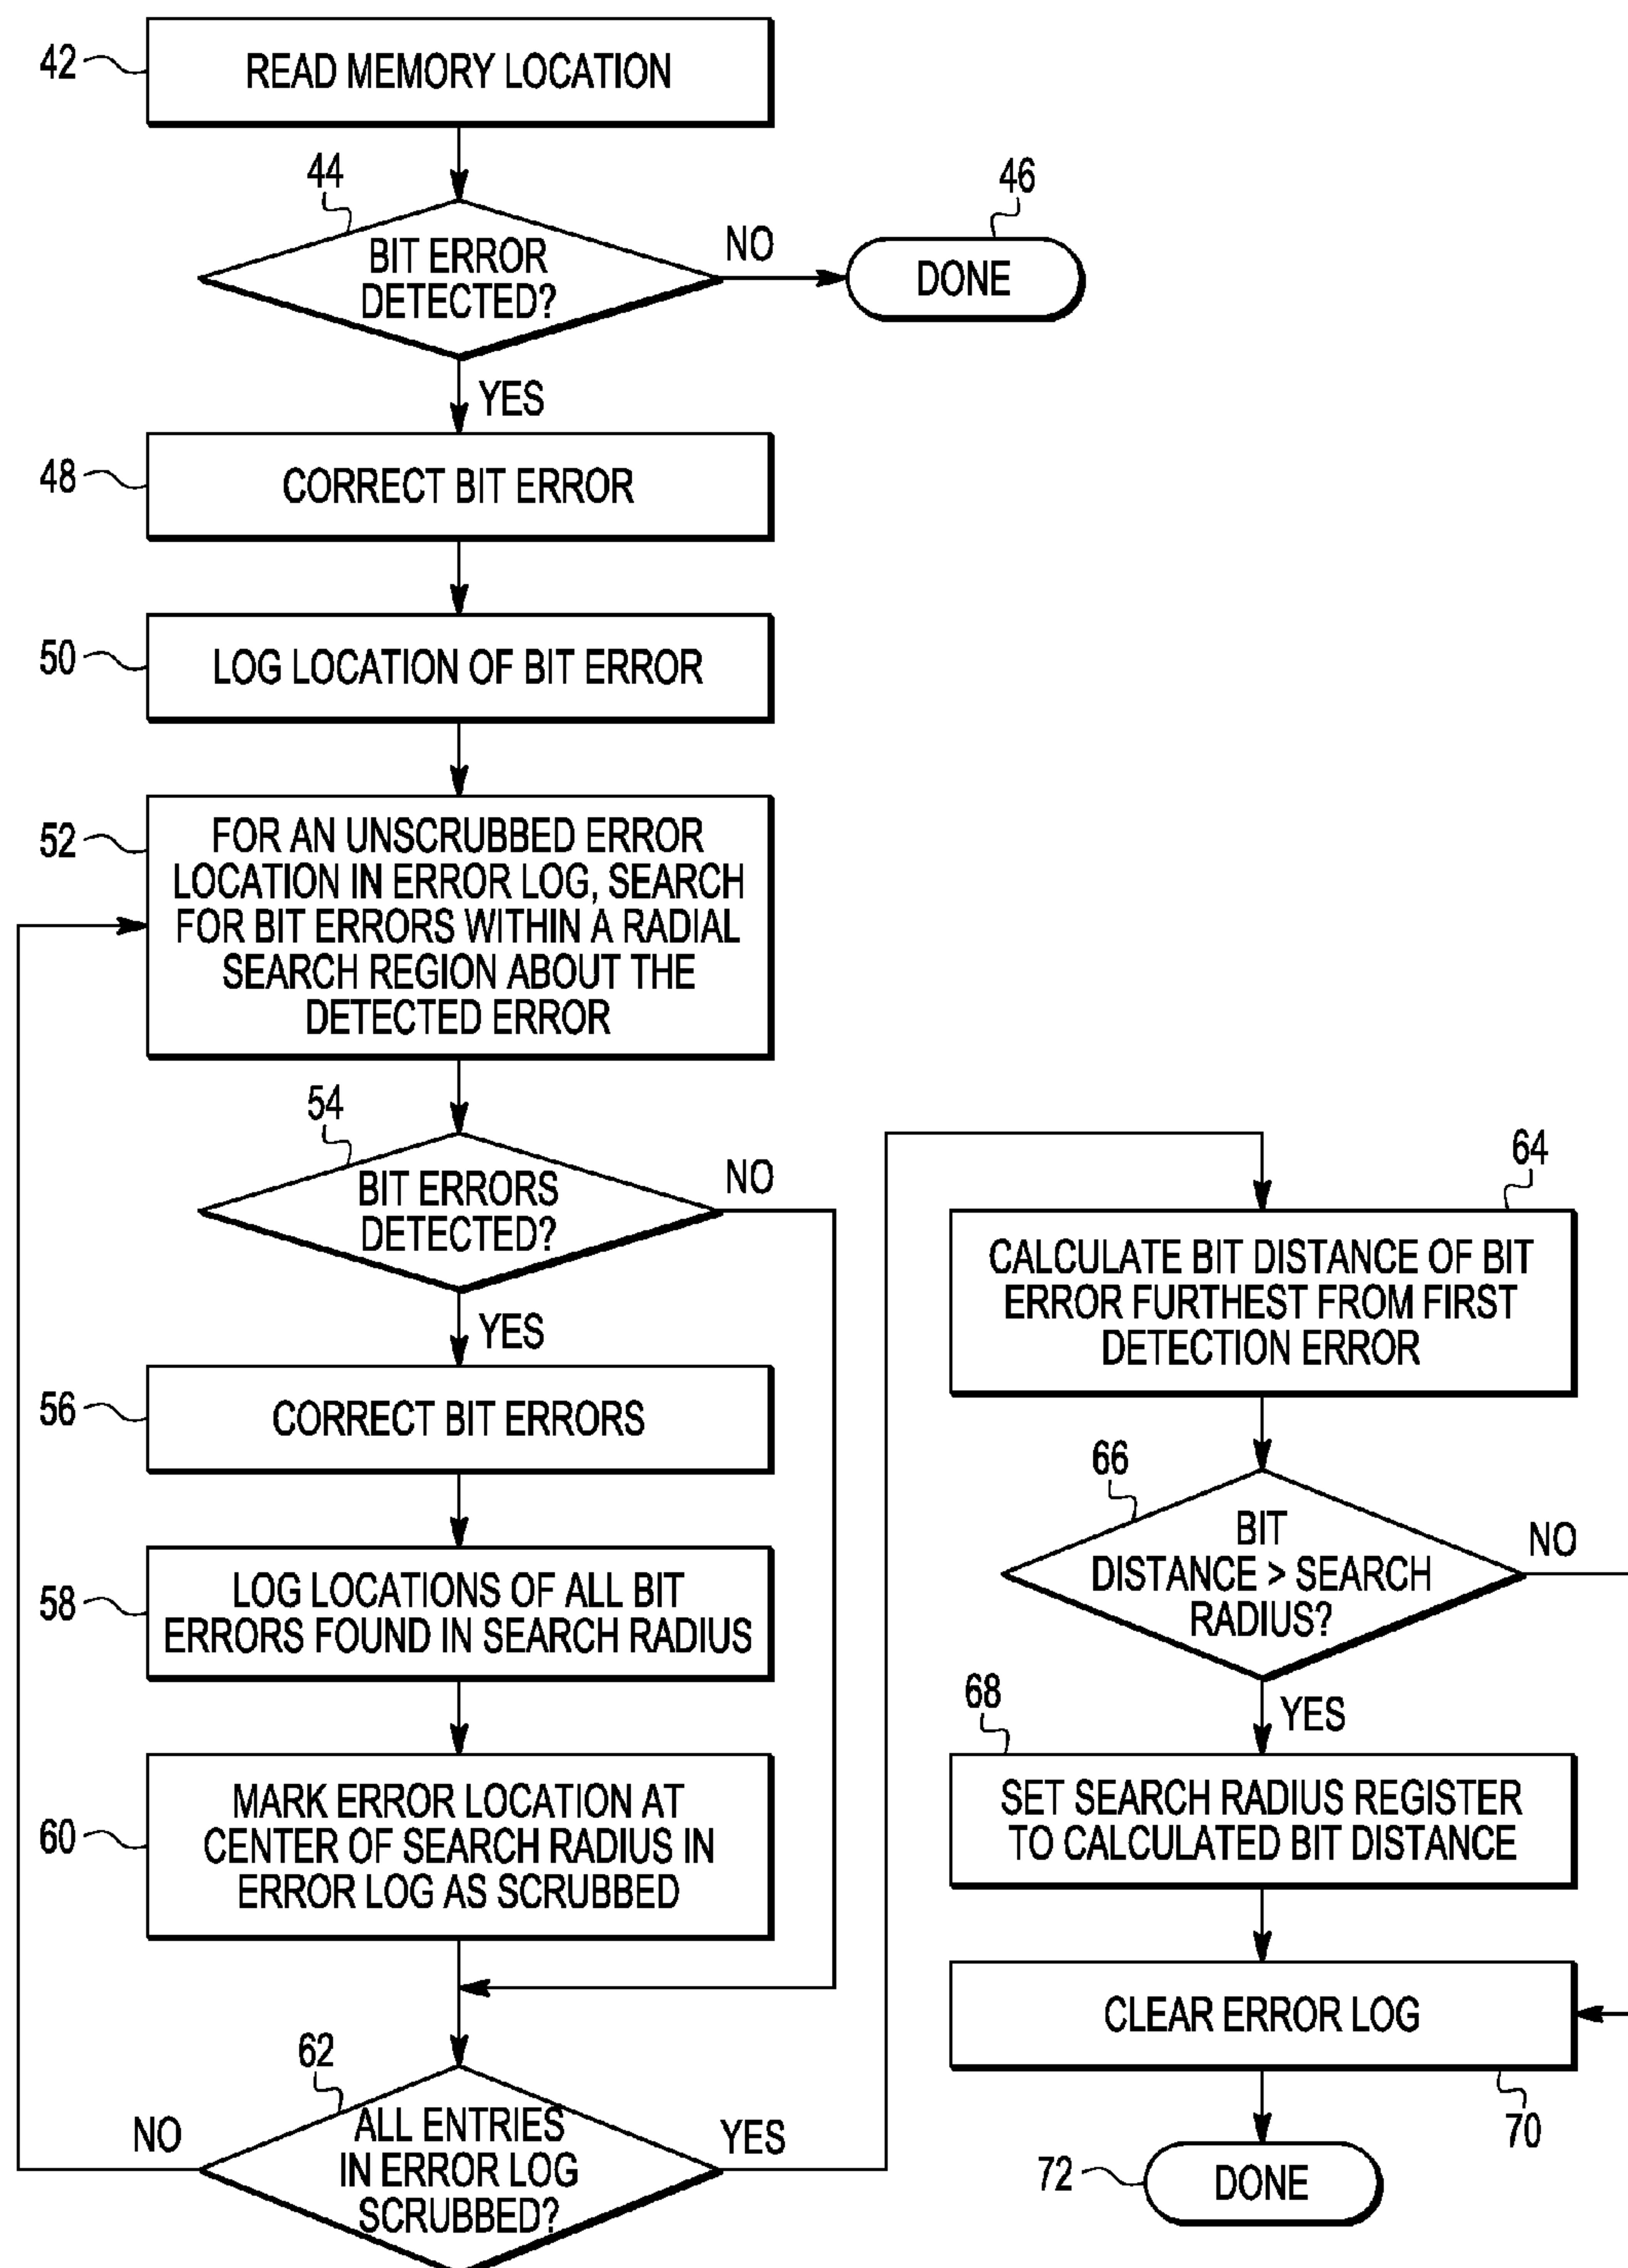 42
READ MEMORY LOCATION
44
BIT ERROR
DETECTED?
NO
46
DONE
YES
48
CORRECT BIT ERROR
50
LOG LOCATION OF BIT ERROR
52
FOR AN UNSCRUBBED ERROR
LOCATION IN ERROR LOG, SEARCH
FOR BIT ERRORS WITHIN A RADIAL
SEARCH REGION ABOUT THE
DETECTED ERROR
54
BIT ERRORS
DETECTED?
NO
YES
56
CORRECT BIT ERRORS
58
LOG LOCATIONS OF ALL BIT
ERRORS FOUND IN SEARCH RADIUS
60
MARK ERROR LOCATION AT
CENTER OF SEARCH RADIUS IN
ERROR LOG AS SCRUBBED
62
ALL ENTRIES
IN ERROR LOG
SCRUBBED?
NO
YES
64
CALCULATE BIT DISTANCE OF BIT
ERROR FURTHEST FROM FIRST
DETECTION ERROR
66
BIT
DISTANCE > SEARCH
RADIUS?
NO
YES
68
SET SEARCH RADIUS REGISTER
TO CALCULATED BIT DISTANCE
CLEAR ERROR LOG
70
72
DONE